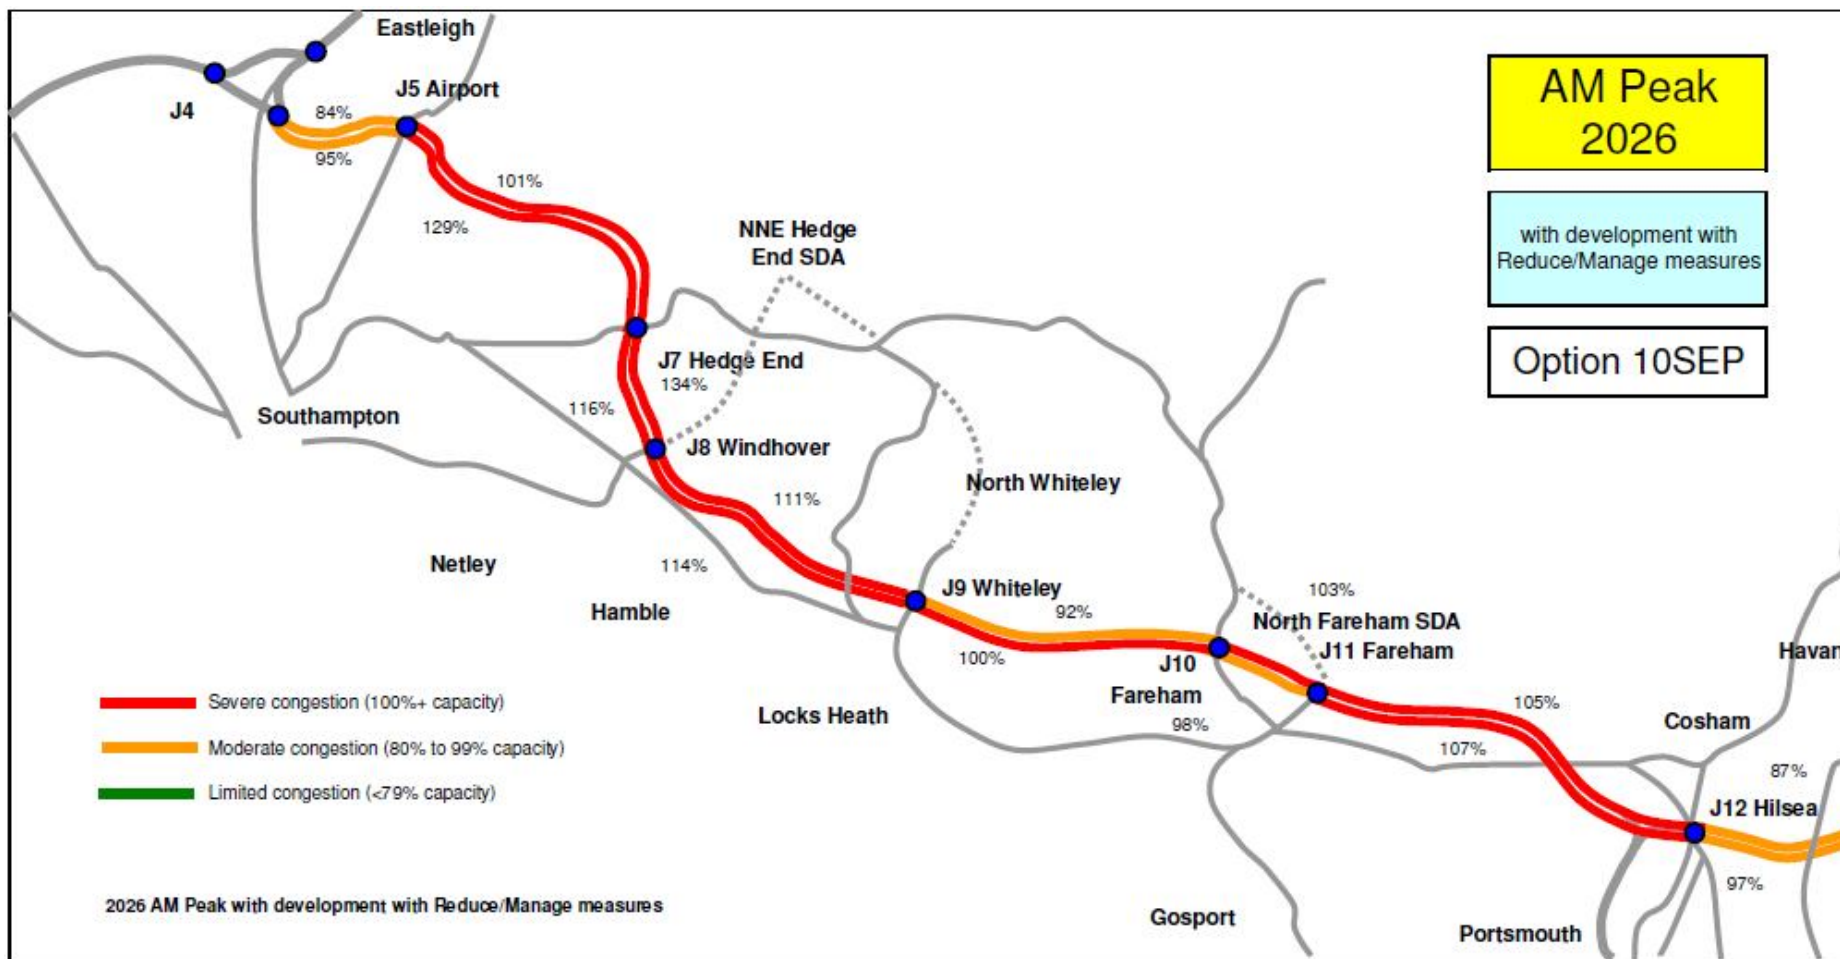 Eastleigh
AM Peak
2026
J5 Airport
J4
84%
95%
101%
129%
NNE Hedge
End SDA
with development with
Reduce/Manage measures
J7 Hedge End
134%
116%
Option 10SEP
Southampton
J8 Windhover
North Whiteley
111%
Netley
114%
J9 Whiteley
103%
Hamble
92%
North Fareham SDA
100%
J10
J11 Fareham
Havan
Fareham
Severe congestion (100%+ capacity)
Locks Heath
98%
105%
Cosham
Moderate congestion (80% to 99% capacity)
107%
87%
Limited congestion (<79% capacity)
J12 Hilsea
97%
2026 AM Peak with development with Reduce/Manage measures
Gosport
Portsmouth